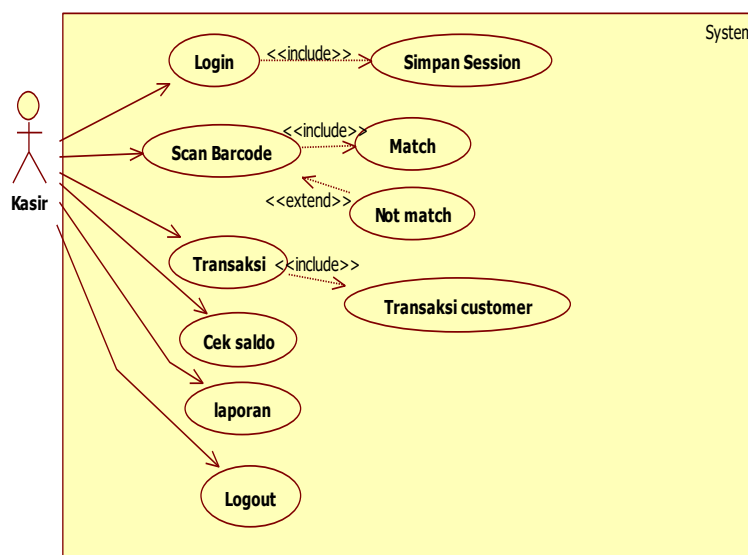 System
Login
<<include>>
Simpan Session
Scan Barcode
<<include>>
Match
<<extend>>
Not match
Kasir
Transaksi
<<include>>
Transaksi customer
Cek saldo
laporan
Logout